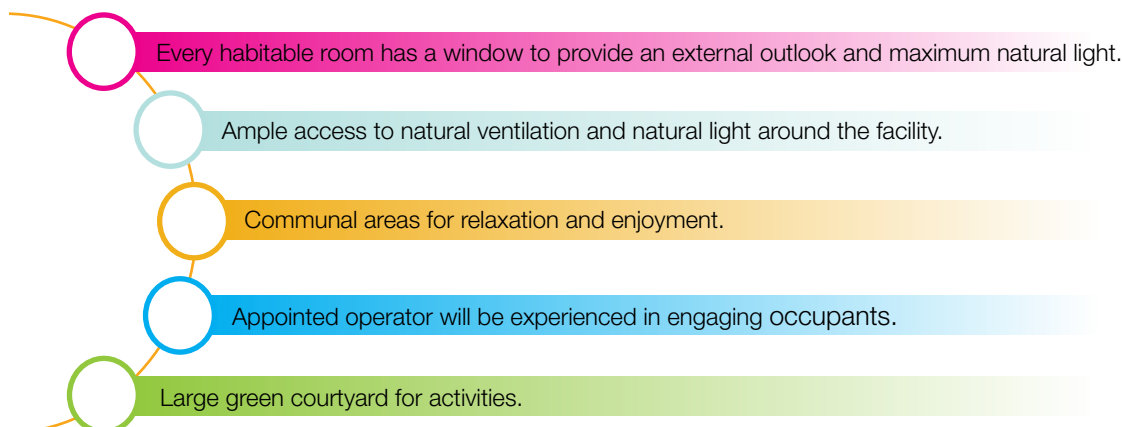 Every habitable room has a window to provide an external outlook and maximum natural light.
Ample access to natural ventilation and natural light around the facility.
Communal areas for relaxation and enjoyment.
Appointed operator will be experienced in engaging occupants.
Large green courtyard for activities.